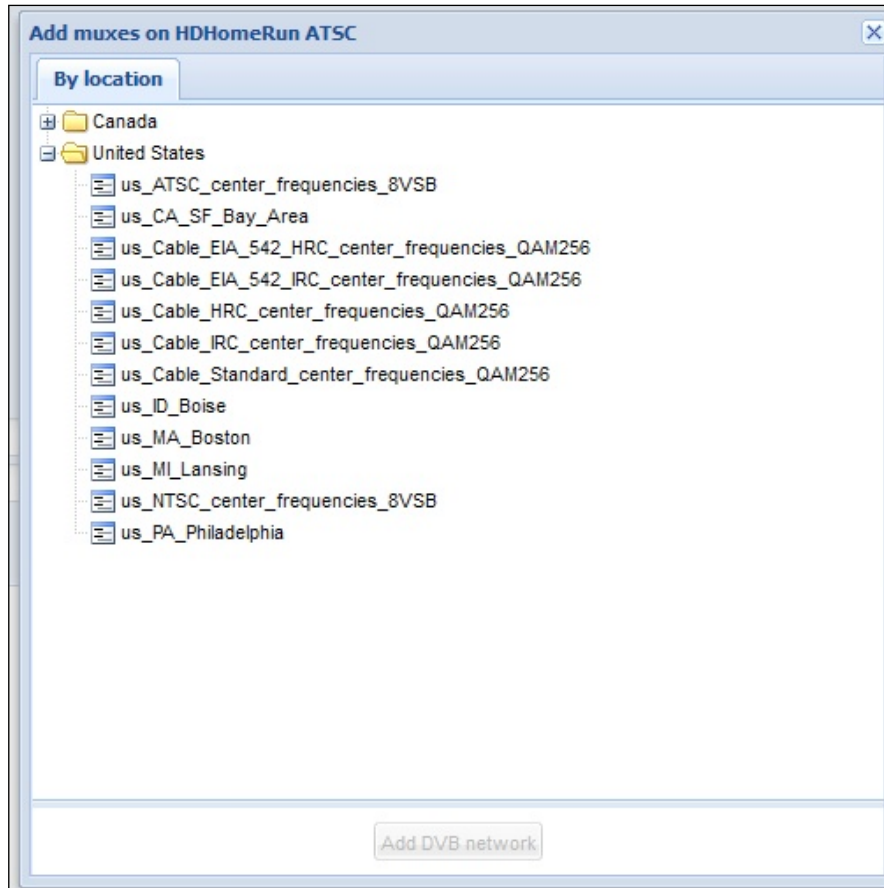 Add muxes on HDHomeRun ATSC
By location
Canada
United States
us_ATSC_center_frequencies_8VSB
us_CA_SF_Bay_Area
us_Cable_EIA_542_HRC_center_frequencies_QAM256
us_Cable_EIA_542_IRC_center_frequencies_QAM256
us_Cable_HRC_center_frequencies_QAM256
us_Cable_IRC_center_frequencies_QAM256
us_Cable_Standard_center_frequencies_QAM256
us_ID_Boise
us_MA_Boston
us_MI_Lansing
us_NTSC_center_frequencies_8VSB
us_PA_Philadelphia
Add DVB network